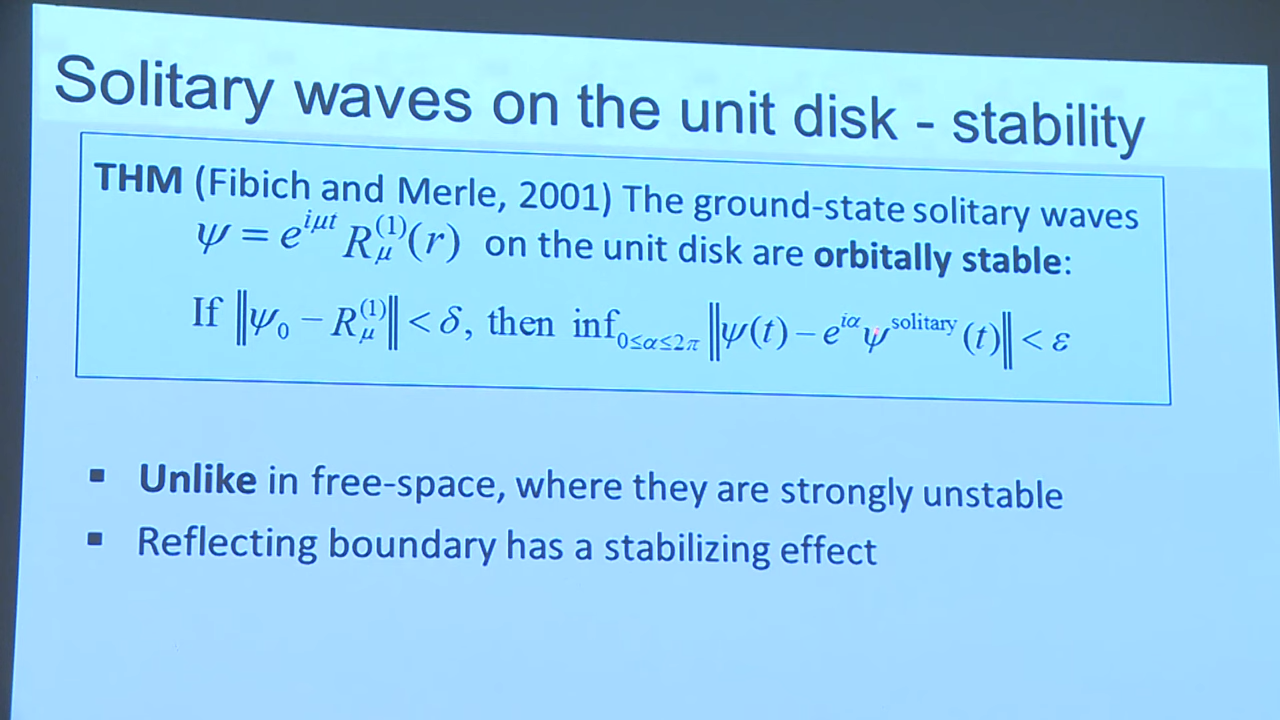 Solitary waves on the unit disk - stability
THM (Fibich and Merle, 2001) The ground-state solitary waves
ψ = e^{iμt} R_μ^{(1)}(r) on the unit disk are orbitally stable:
If ‖ψ₀ − R_μ^{(1)}‖ < δ, then inf_{0≤α≤2π} ‖ψ(t) − e^{iα} ψ^{solitary}(t)‖ < ε
▪ Unlike in free-space, where they are strongly unstable
▪ Reflecting boundary has a stabilizing effect